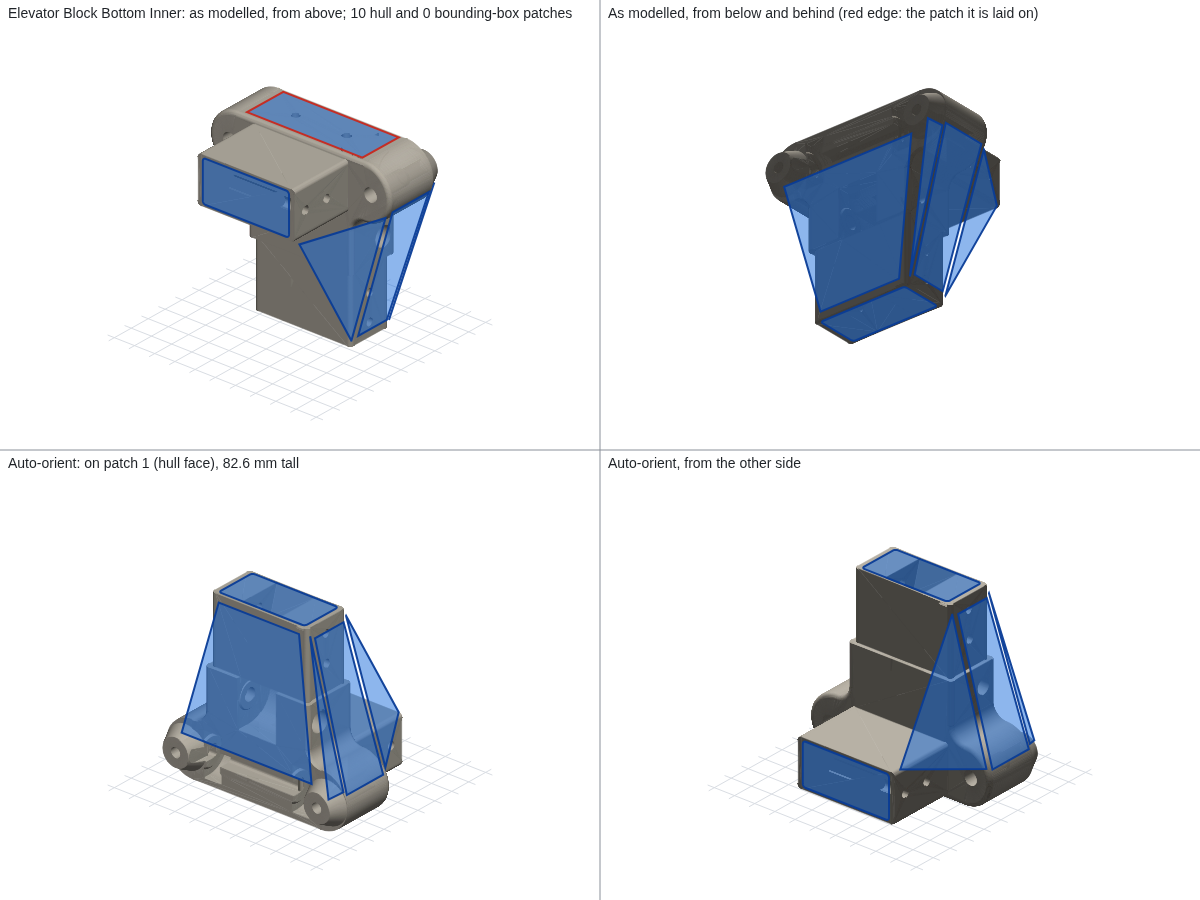 Elevator Block Bottom Inner: as modelled, from above; 10 hull and 0 bounding-box patches
As modelled, from below and behind (red edge: the patch it is laid on)
Auto-orient: on patch 1 (hull face), 82.6 mm tall
Auto-orient, from the other side